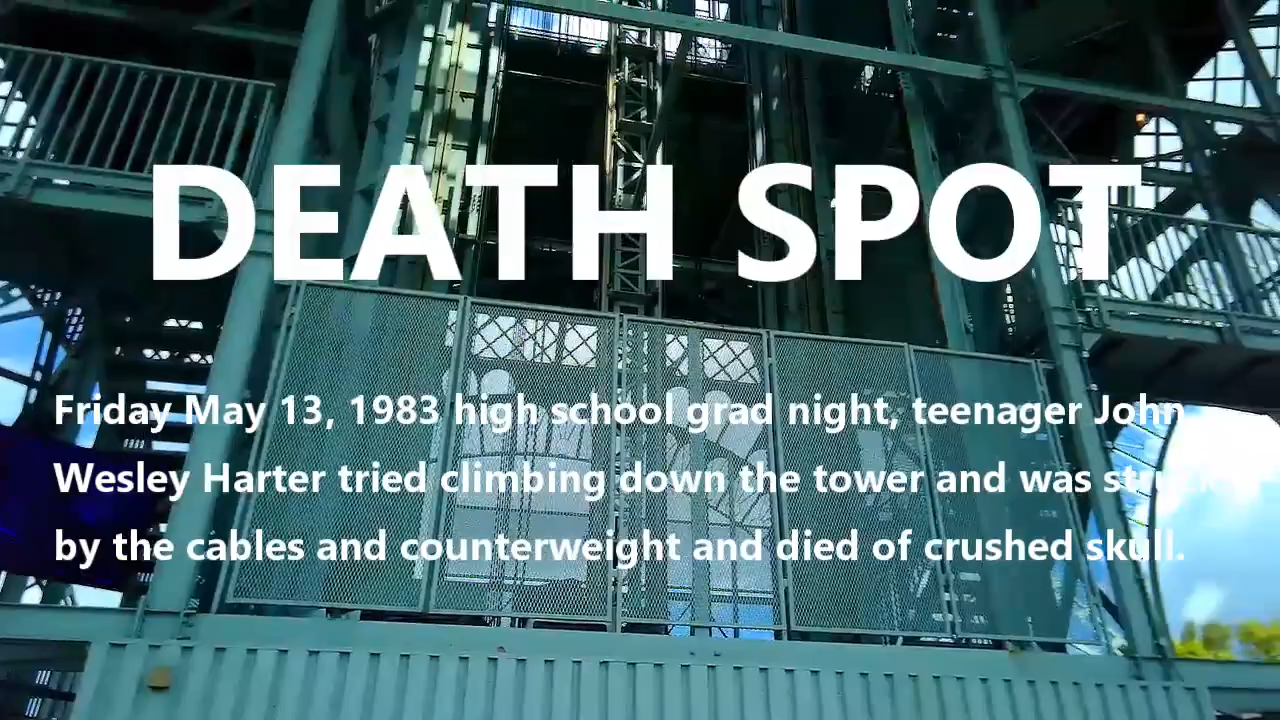 DEATH SPOT
Friday May 13, 1983 high school grad night, teenager John
Wesley Harter tried climbing down the tower and was struck
by the cables and counterweight and died of crushed skull.